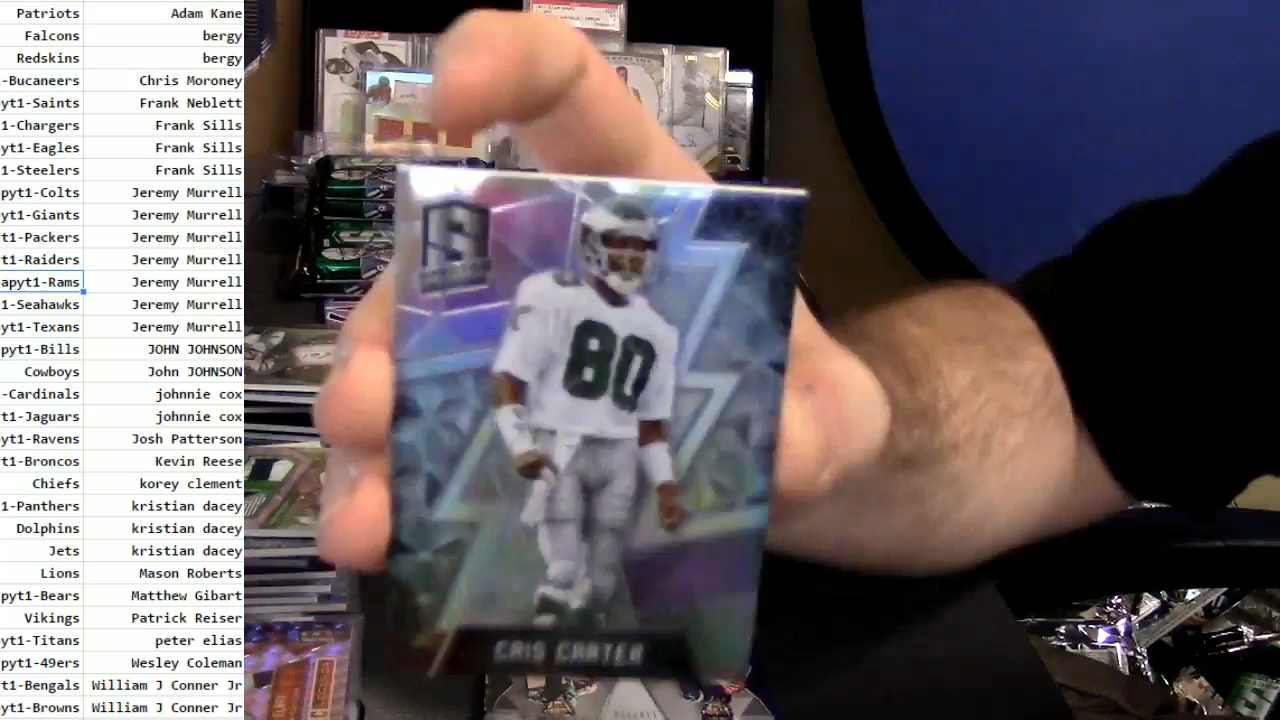 Patriots Adam Kane
Falcons bergy
Redskins bergy
-Bucaneers Chris Moroney
yt1-Saints Frank Neblett
1-Chargers Frank Sills
yt1-Eagles Frank Sills
1-Steelers Frank Sills
apyt1-Colts Jeremy Murrell
yt1-Giants Jeremy Murrell
t1-Packers Jeremy Murrell
t1-Raiders Jeremy Murrell
apyt1-Rams Jeremy Murrell
1-Seahawks Jeremy Murrell
yt1-Texans Jeremy Murrell
pyt1-Bills JOHN JOHNSON
Cowboys John JOHNSON
-Cardinals johnnie cox
t1-Jaguars johnnie cox
yt1-Ravens Josh Patterson
t1-Broncos Kevin Reese
Chiefs korey clement
1-Panthers kristian dacey
Dolphins kristian dacey
Jets kristian dacey
Lions Mason Roberts
pyt1-Bears Matthew Gibart
Vikings Patrick Reiser
yt1-Titans peter elias
pyt1-49ers Wesley Coleman
t1-Bengals William J Conner Jr
yt1-Browns William J Conner Jr
S
80
CRIS CARTER